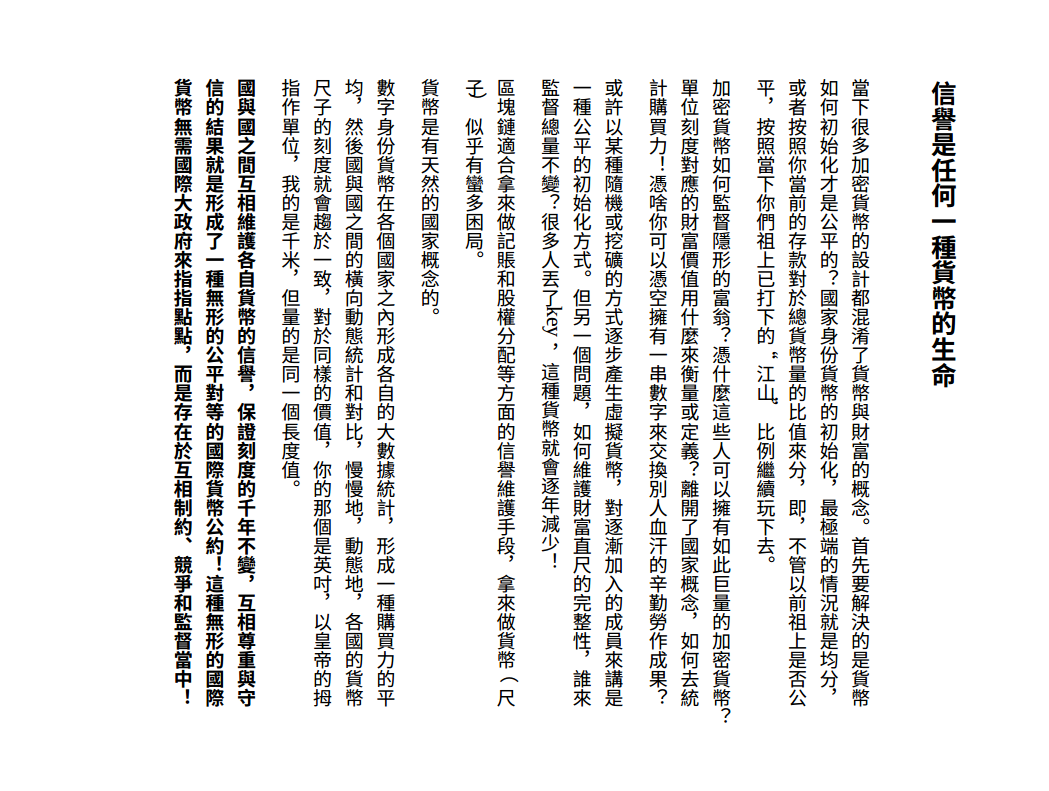 信譽是任何一種貨幣的生命
當下很多加密貨幣的設計都混淆了貨幣與財富的概念。首先要解決的是貨幣
如何初始化才是公平的？國家身份貨幣的初始化，最極端的情況就是均分，
或者按照你當前的存款對於總貨幣量的比值來分，即，不管以前祖上是否公
平，按照當下你們祖上已打下的“江山”比例繼續玩下去。
加密貨幣如何監督隱形的富翁？憑什麼這些人可以擁有如此巨量的加密貨幣？
單位刻度對應的財富價值用什麼來衡量或定義？離開了國家概念，如何去統
計購買力！憑啥你可以憑空擁有一串數字來交換別人血汗的辛勤勞作成果？
或許以某種隨機或挖礦的方式逐步產生虛擬貨幣，對逐漸加入的成員來講是
一種公平的初始化方式。但另一個問題，如何維護財富直尺的完整性，誰來
監督總量不變？很多人丟了key，這種貨幣就會逐年減少！
區塊鏈適合拿來做記賬和股權分配等方面的信譽維護手段，拿來做貨幣（尺
子）似乎有蠻多困局。
貨幣是有天然的國家概念的。
數字身份貨幣在各個國家之內形成各自的大數據統計，形成一種購買力的平
均，然後國與國之間的橫向動態統計和對比，慢慢地，動態地，各國的貨幣
尺子的刻度就會趨於一致，對於同樣的價值，你的那個是英吋，以皇帝的拇
指作單位，我的是千米，但量的是同一個長度值。
國與國之間互相維護各自貨幣的信譽，保證刻度的千年不變，互相尊重與守
信的結果就是形成了一種無形的公平對等的國際貨幣公約！這種無形的國際
貨幣無需國際大政府來指指點點，而是存在於互相制約、競爭和監督當中！